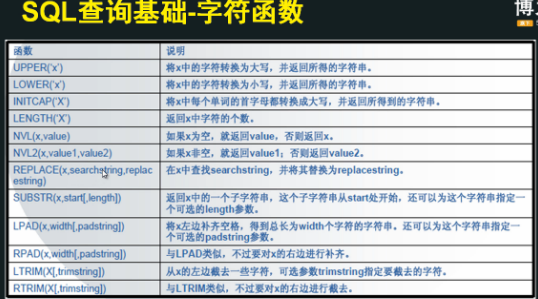 SQL查询基础-字符函数
博
函数 说明
UPPER('x') 将x中的字符转换为大写，并返回所得的字符串。
LOWER('x') 将x中的字符转换为小写，并返回所得的字符串。
INITCAP('X') 将x中每个单词的首字母都转换成大写，并返回所得到的字符串。
LENGTH('X') 返回x中字符的个数。
NVL(x,value) 如果x为空，就返回value，否则返回x。
NVL2(x,value1,value2) 如果x非空，就返回value1；否则返回value2。
REPLACE(x,searchstring,replac 在x中查找searchstring，并将其替换为replacestring。
estring)
SUBSTR(x,start[,length]) 返回x中的一个子字符串，这个子字符串从start处开始，还可以为这个字符串指定一
个可选的length参数。
LPAD(x,width[,padstring]) 将x左边补齐空格，得到总长为width个字符的字符串。还可以为这个字符串指定一
个可选的padstring参数。
RPAD(x,width[,padstring]) 与LPAD类似，不过要对x的右边进行补齐。
LTRIM(X[,trimstring]) 从x的左边截去一些字符，可选参数trimstring指定要截去的字符。
RTRIM(X[,trimstring]) 与LTRIM类似，不过要对x的右边进行截去。